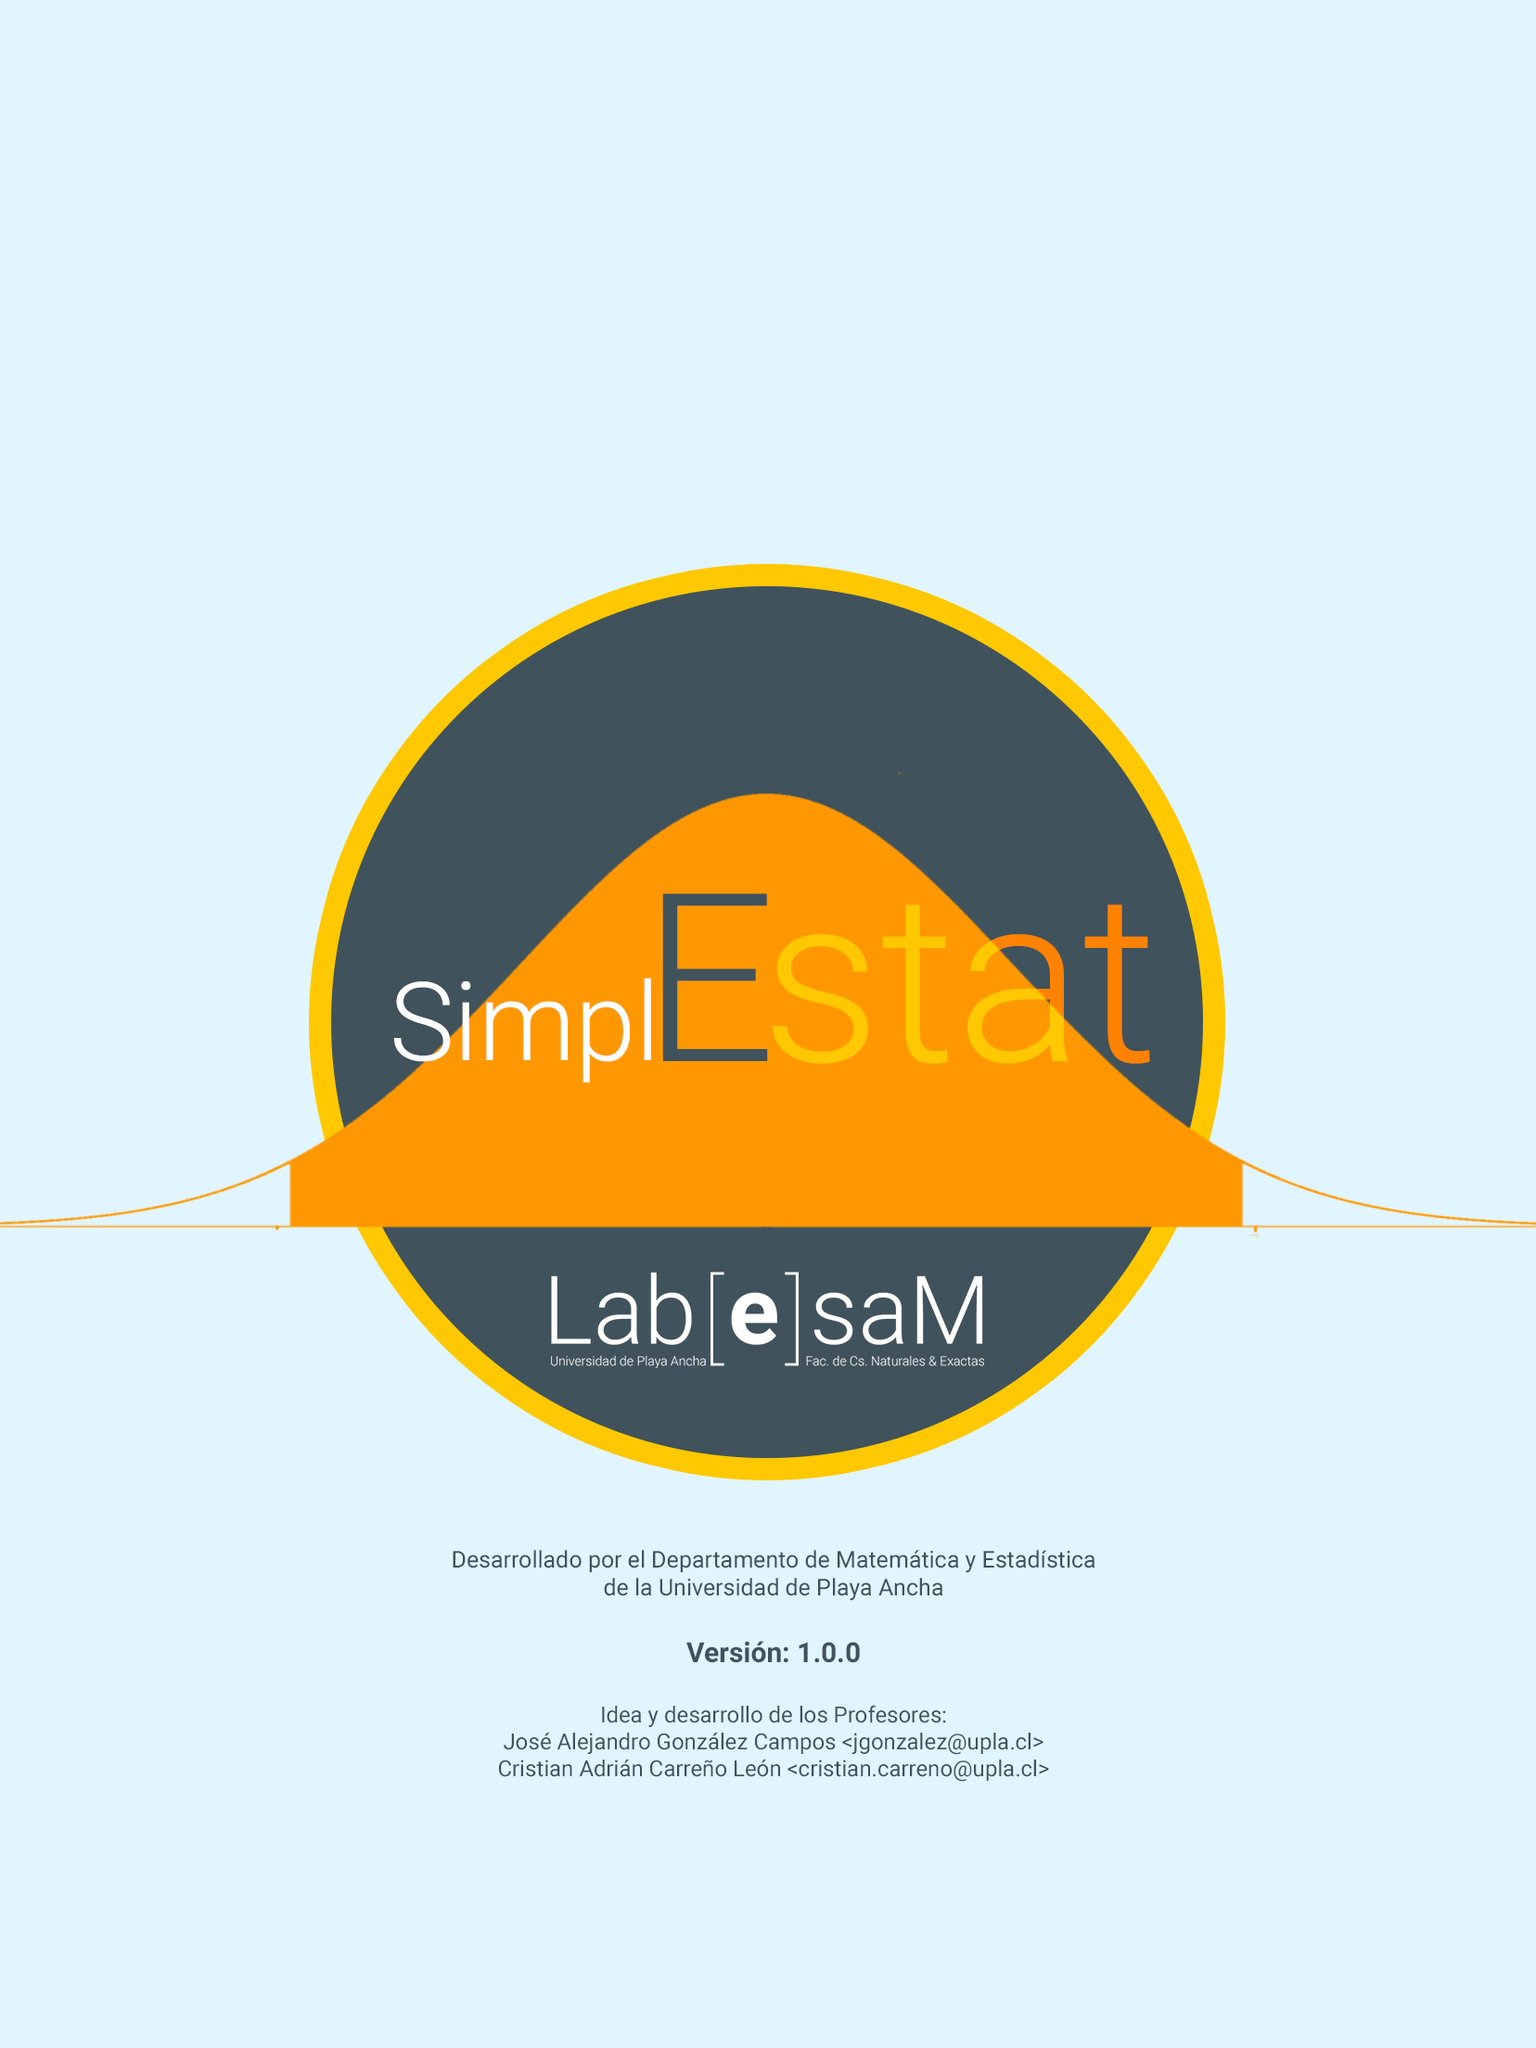 SimplEstat
Lab[e]saM
Universidad de Playa Ancha Fac. de Cs. Naturales & Exactas
Desarrollado por el Departamento de Matemática y Estadística
de la Universidad de Playa Ancha
Versión: 1.0.0
Idea y desarrollo de los Profesores:
José Alejandro González Campos <jgonzalez@upla.cl>
Cristian Adrián Carreño León <cristian.carreno@upla.cl>